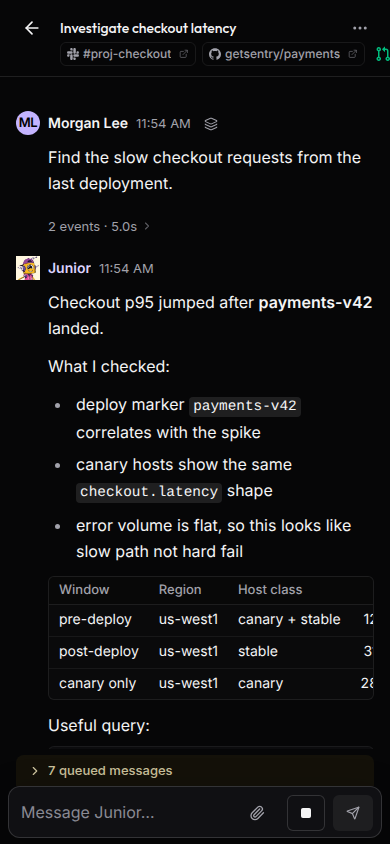 Investigate checkout latency
#proj-checkout getsentry/payments
ML Morgan Lee 11:54 AM
Find the slow checkout requests from the
last deployment.
2 events · 5.0s
Junior 11:54 AM
Checkout p95 jumped after payments-v42
landed.
What I checked:
• deploy marker payments-v42
correlates with the spike
• canary hosts show the same
checkout.latency shape
• error volume is flat, so this looks like
slow path not hard fail
Window Region Host class
pre-deploy us-west1 canary + stable
post-deploy us-west1 stable
canary only us-west1 canary
Useful query:
7 queued messages
Message Junior...